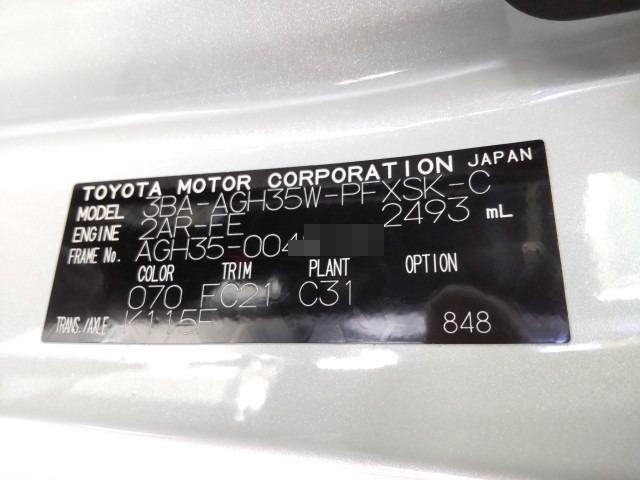 TOYOTA MOTOR CORPORATION JAPAN
MODEL 3BA-AGH35W-PFXSK-C
ENGINE 2AR-FE 2493 mL
FRAME No. AGH35-004
COLOR TRIM PLANT OPTION
070 FC21 C31
TRANS./AXLE K115F 848